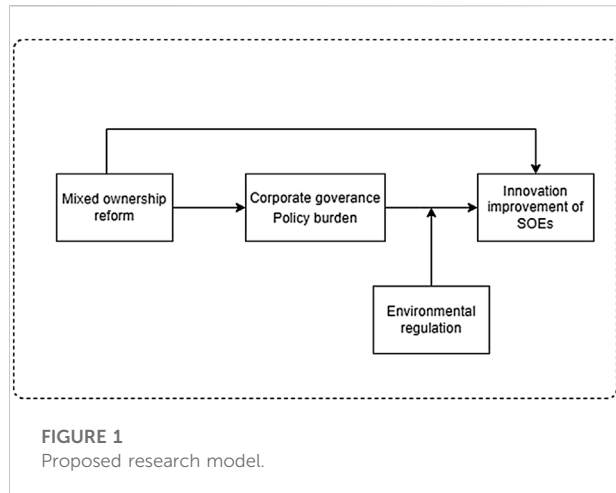 Mixed ownership
reform
Corporate goverance
Policy burden
Innovation
improvement of
SOEs
Environmental
regulation
FIGURE 1
Proposed research model.